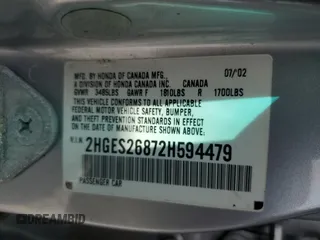 MFD. BY HONDA OF CANADA MFG., 07/02
A DIVISION OF HONDA CANADA INC. CANADA
GVWR 3485LBS GAWR F 1810LBS R 1700LBS
THIS VEHICLE CONFORMS TO ALL APPLICABLE
FEDERAL MOTOR VEHICLE SAFETY, BUMPER,
AND THEFT PREVENTION STANDARDS IN
EFFECT ON THE DATE OF MANUFACTURE
SHOWN ABOVE.
V.I.N. 2HGES26872H594479
PASSENGER CAR
DREAMBID